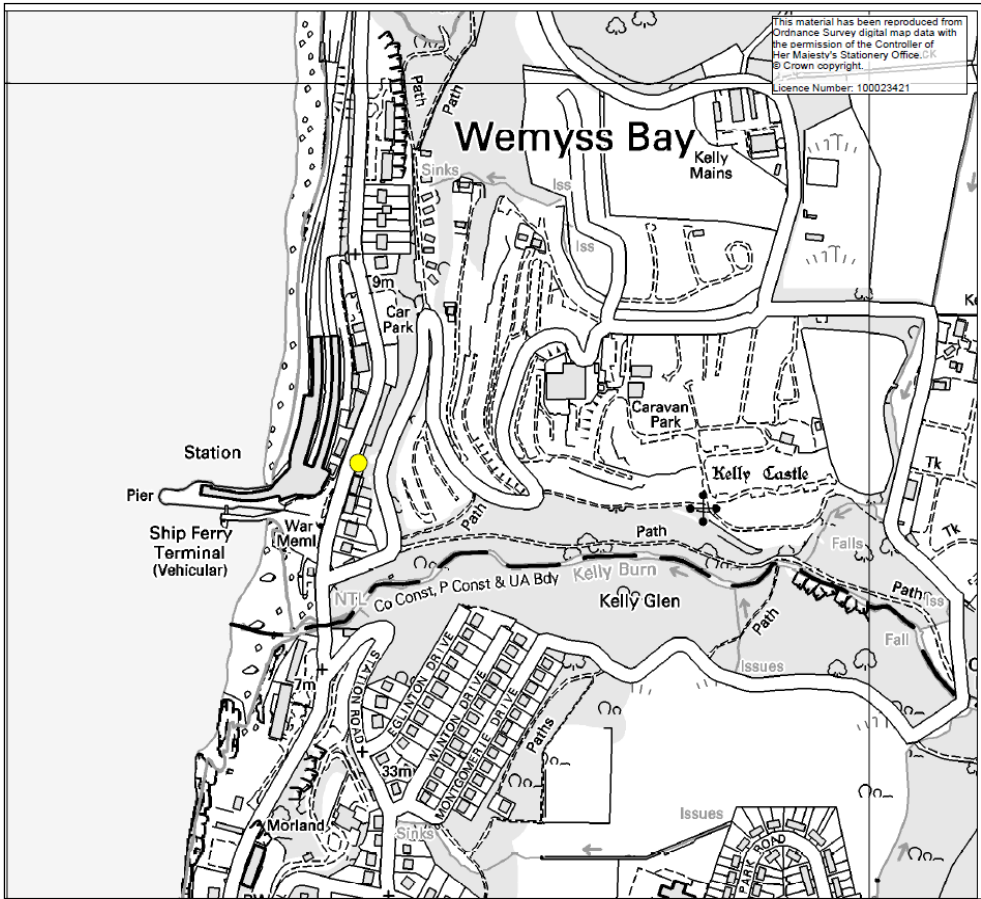 This material has been reproduced from
Ordnance Survey digital map data with
the permission of the Controller of
Her Majesty's Stationery Office.
© Crown copyright.
Licence Number: 100023421
Path
Path
Wemyss Bay
Kelly
Mains
Sinks
Iss
Iss
9m
Car
Park
Caravan
Park
Station
Kelly Castle
Tk
Pier
War
Meml
Path
Ship Ferry
Terminal
(Vehicular)
Path
Falls
Tk
NTL
Co Const, P Const & UA Bdy
Kelly Burn
Kelly Glen
Path
Iss
Path
Fall
STATION ROAD
EGLINTON DRIVE
WINTON DRIVE
MONTGOMERIE DRIVE
Issues
7m
Paths
33m
Morland
Sinks
Issues
PARK ROAD